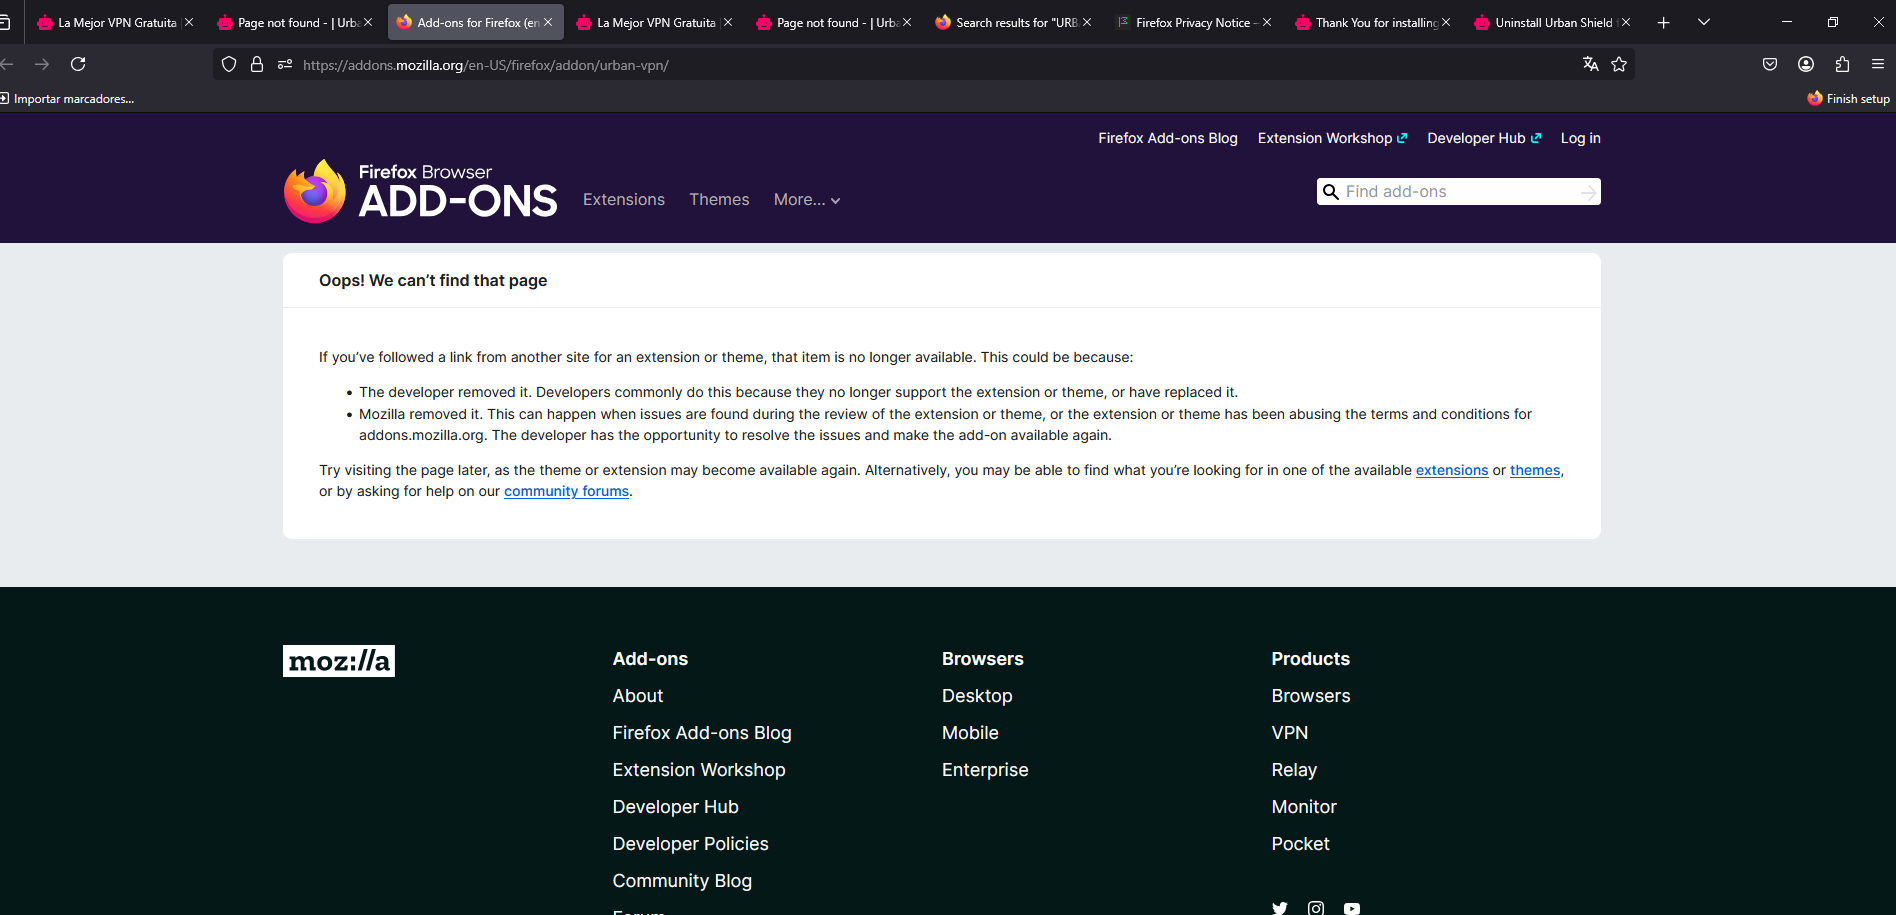 La Mejor VPN Gratuita
Page not found - | Urba
Add-ons for Firefox (en
La Mejor VPN Gratuita
Page not found - | Urba
Search results for "URB
Firefox Privacy Notice –
Thank You for installing
Uninstall Urban Shield f
https://addons.mozilla.org/en-US/firefox/addon/urban-vpn/
Importar marcadores...
Finish setup
Firefox Add-ons Blog
Extension Workshop
Developer Hub
Log in
Firefox Browser
ADD-ONS
Extensions
Themes
More...
Find add-ons
Oops! We can’t find that page
If you’ve followed a link from another site for an extension or theme, that item is no longer available. This could be because:
• The developer removed it. Developers commonly do this because they no longer support the extension or theme, or have replaced it.
• Mozilla removed it. This can happen when issues are found during the review of the extension or theme, or the extension or theme has been abusing the terms and conditions for
addons.mozilla.org. The developer has the opportunity to resolve the issues and make the add-on available again.
Try visiting the page later, as the theme or extension may become available again. Alternatively, you may be able to find what you’re looking for in one of the available extensions or themes,
or by asking for help on our community forums.
moz://a
Add-ons
About
Firefox Add-ons Blog
Extension Workshop
Developer Hub
Developer Policies
Community Blog
Forum
Browsers
Desktop
Mobile
Enterprise
Products
Browsers
VPN
Relay
Monitor
Pocket